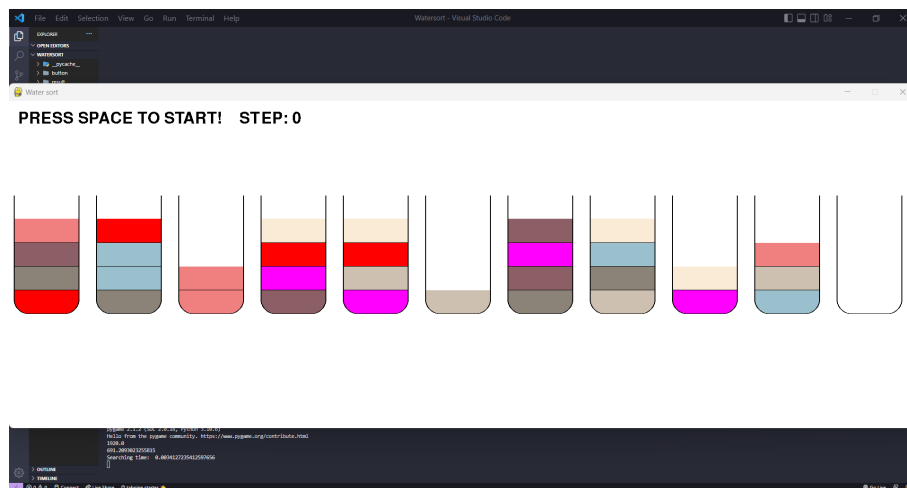 File Edit Selection View Go Run Terminal Help
Watersort - Visual Studio Code
EXPLORER
OPEN EDITORS
WATERSORT
__pycache__
button
Water sort
PRESS SPACE TO START! STEP: 0
Hello from the pygame community. https://www.pygame.org/contribute.html
1920.0
Searching time: 0.0034127235412597656
OUTLINE
TIMELINE